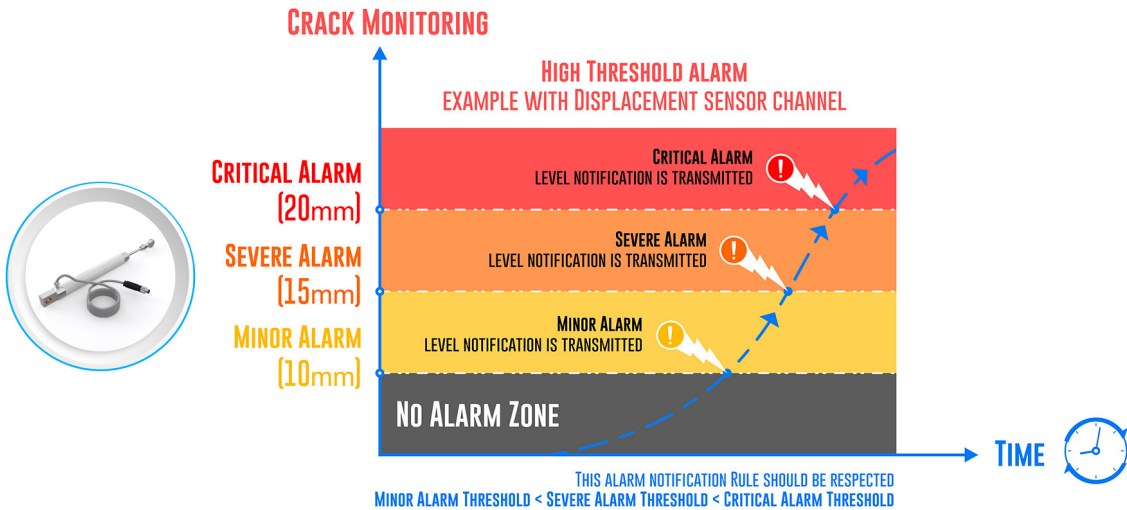 Crack Monitoring
High Threshold alarm
example with Displacement sensor channel
Critical Alarm
(20mm)
Critical Alarm
level notification is transmitted
Severe Alarm
(15mm)
Severe Alarm
level notification is transmitted
Minor Alarm
(10mm)
Minor Alarm
level notification is transmitted
No Alarm Zone
Time
This alarm notification Rule should be respected
Minor Alarm Threshold < Severe Alarm Threshold < Critical Alarm Threshold